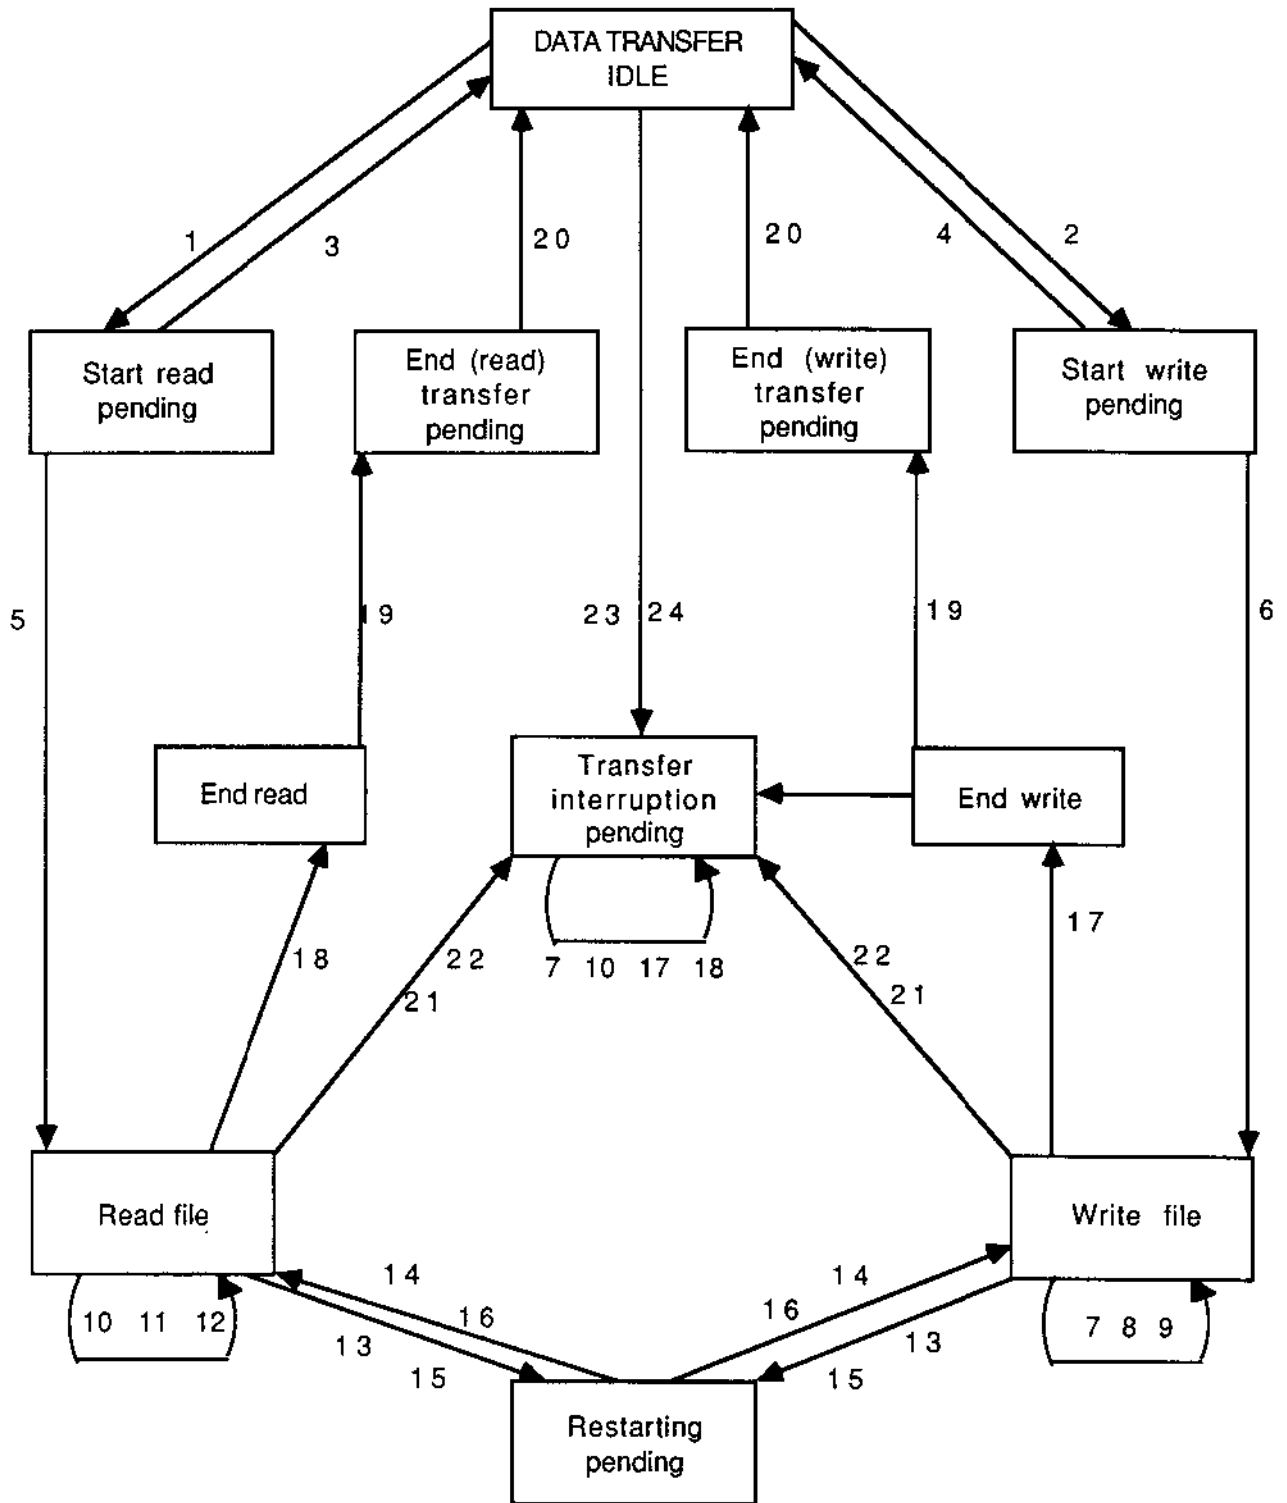 DATA TRANSFER
IDLE
1
3
20
20
4
2
Start read
pending
End (read)
transfer
pending
End (write)
transfer
pending
Start write
pending
5
19
23
24
19
6
End read
Transfer
interruption
pending
End write
18
22
21
7 10 17 18
22
21
17
Read file
Write file
10 11 12
14
16
13
15
14
16
13
15
7 8 9
Restarting
pending